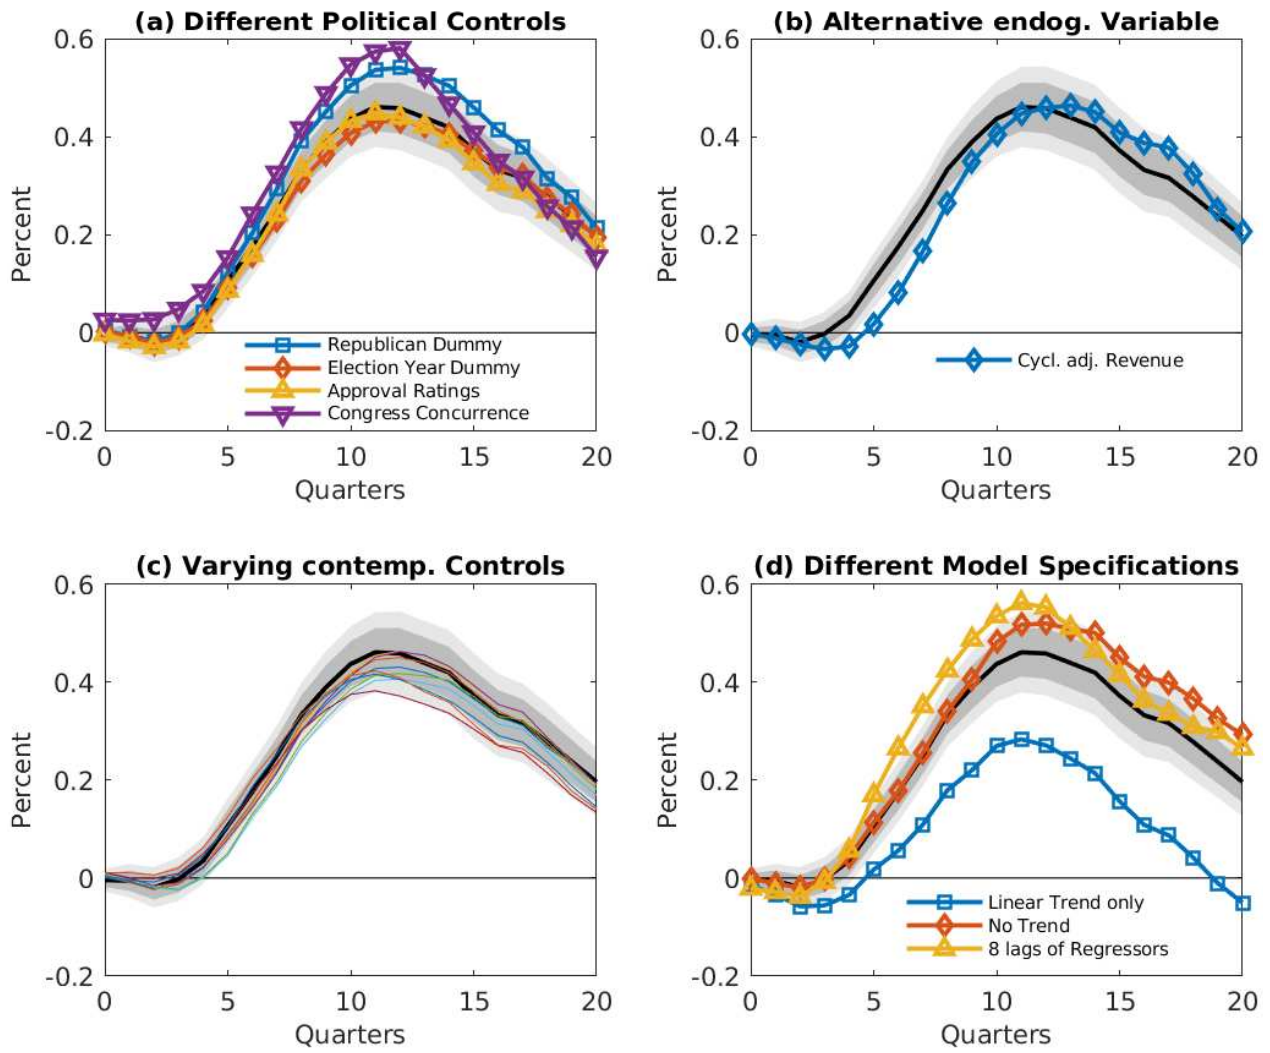 (a) Different Political Controls
0.6
0.4
0.2
0
-0.2
Percent
0 5 10 15 20
Quarters
Republican Dummy
Election Year Dummy
Approval Ratings
Congress Concurrence
(b) Alternative endog. Variable
0.6
0.4
0.2
0
-0.2
Percent
0 5 10 15 20
Quarters
Cycl. adj. Revenue
(c) Varying contemp. Controls
0.6
0.4
0.2
0
-0.2
Percent
0 5 10 15 20
Quarters
(d) Different Model Specifications
0.6
0.4
0.2
0
-0.2
Percent
0 5 10 15 20
Quarters
Linear Trend only
No Trend
8 lags of Regressors